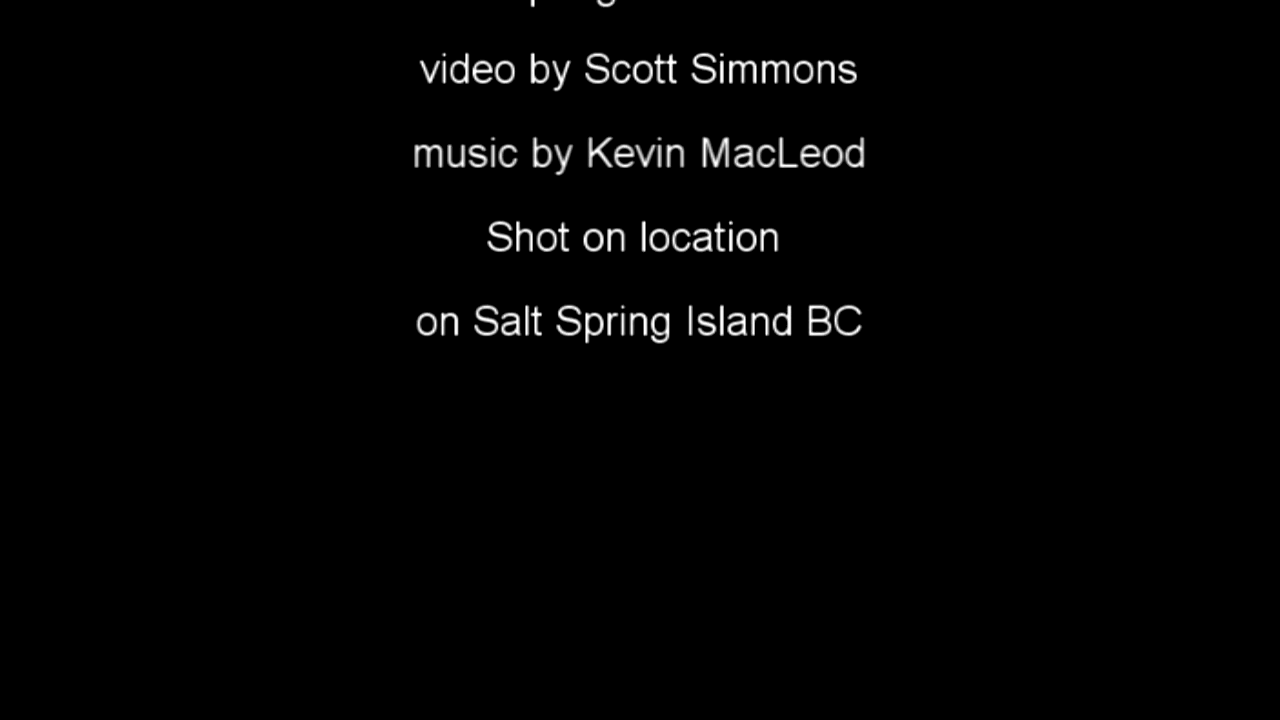 video by Scott Simmons
music by Kevin MacLeod
Shot on location
on Salt Spring Island BC